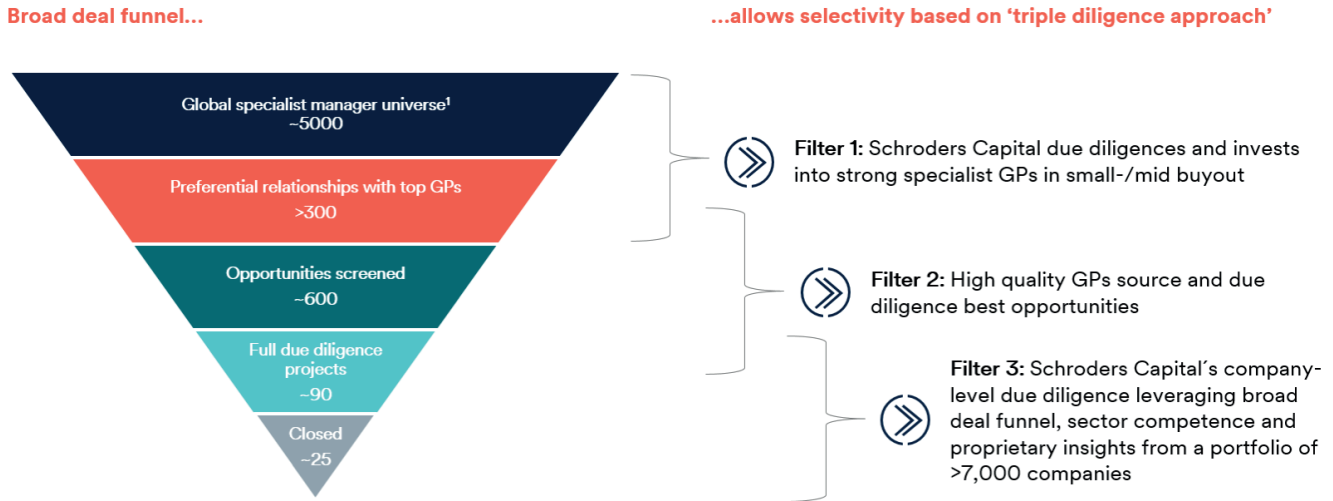 Broad deal funnel...
...allows selectivity based on ‘triple diligence approach’
Global specialist manager universe¹
~5000
Preferential relationships with top GPs
>300
Opportunities screened
~600
Full due diligence
projects
~90
Closed
~25
Filter 1: Schroders Capital due diligences and invests
into strong specialist GPs in small-/mid buyout
Filter 2: High quality GPs source and due
diligence best opportunities
Filter 3: Schroders Capital´s company-
level due diligence leveraging broad
deal funnel, sector competence and
proprietary insights from a portfolio of
>7,000 companies